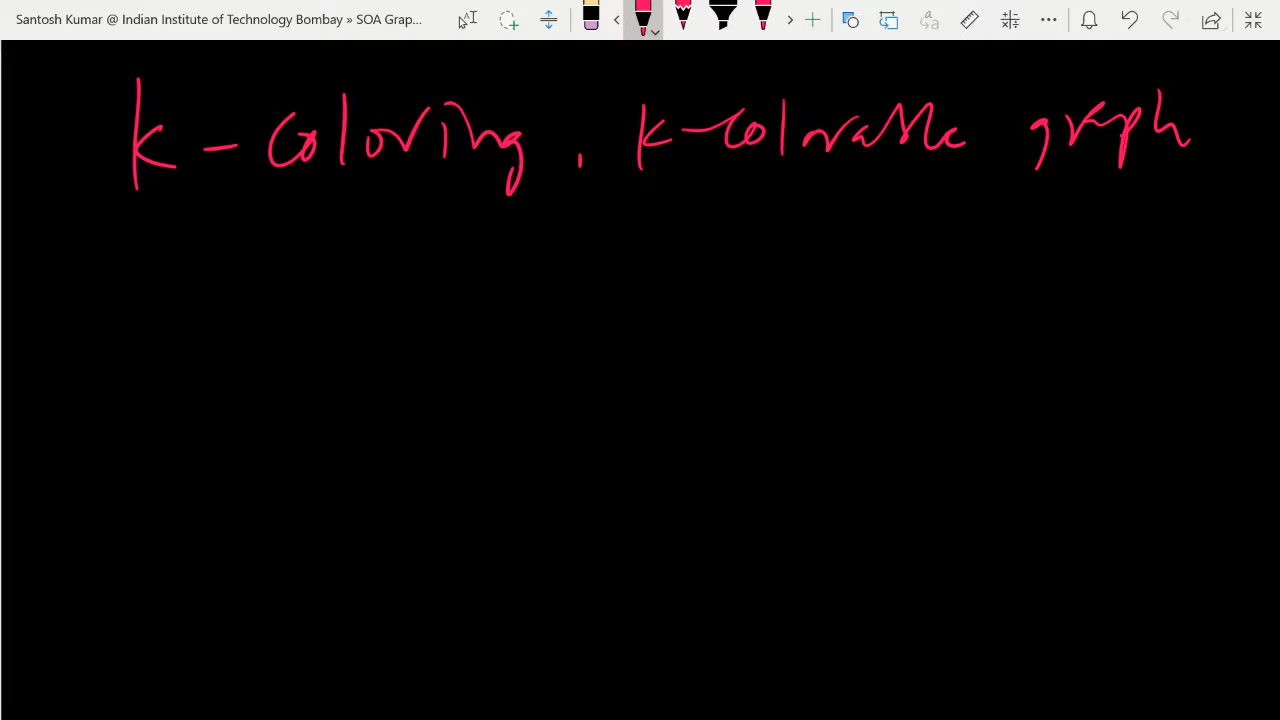 Santosh Kumar @ Indian Institute of Technology Bombay » SOA Grap...
k - coloring, k-colorable graph